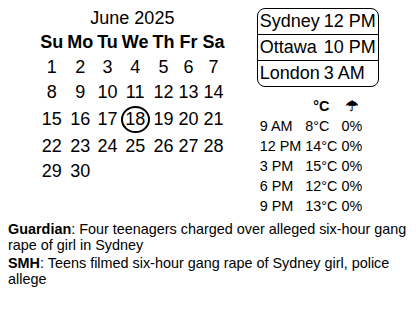 June 2025
Su Mo Tu We Th Fr Sa
1 2 3 4 5 6 7
8 9 10 11 12 13 14
15 16 17 18 19 20 21
22 23 24 25 26 27 28
29 30
Sydney 12 PM
Ottawa 10 PM
London 3 AM
°C ☂
9 AM 8°C 0%
12 PM 14°C 0%
3 PM 15°C 0%
6 PM 12°C 0%
9 PM 13°C 0%
Guardian: Four teenagers charged over alleged six-hour gang
rape of girl in Sydney
SMH: Teens filmed six-hour gang rape of Sydney girl, police
allege